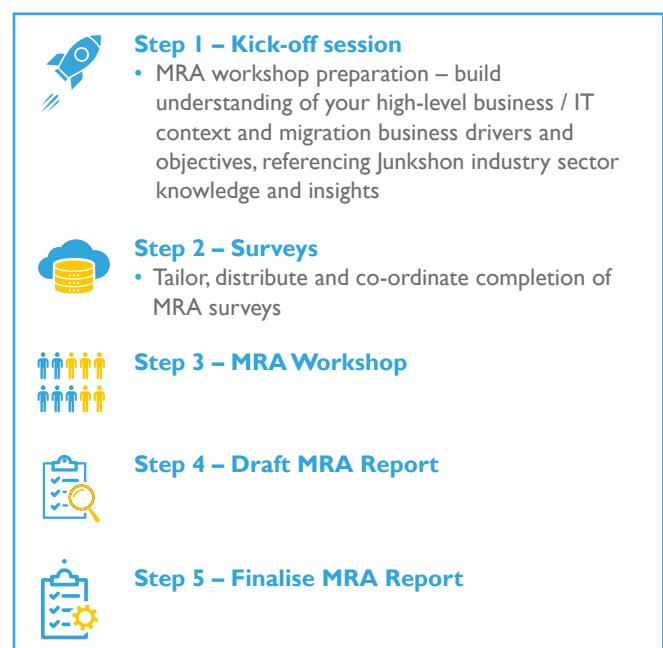 Step 1 – Kick-off session
• MRA workshop preparation – build
understanding of your high-level business / IT
context and migration business drivers and
objectives, referencing Junkshon industry sector
knowledge and insights
Step 2 – Surveys
• Tailor, distribute and co-ordinate completion of
MRA surveys
Step 3 – MRA Workshop
Step 4 – Draft MRA Report
Step 5 – Finalise MRA Report